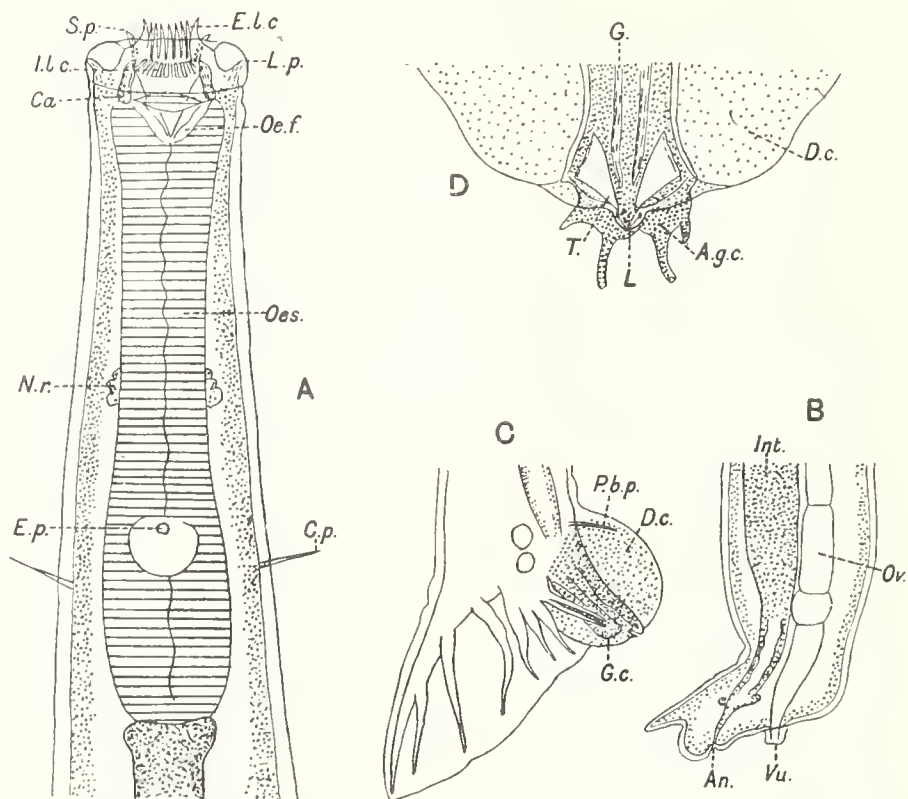 S.p.
E.l.c
I.l.c.
L.p.
Ca
Oe.f.
Oes.
N.r.
A
E.p.
C.p.
G.
D.c.
D
T.
L
A.g.c.
C
P.b.p.
D.c.
G.c.
B
Int.
Ov.
An.
Vu.